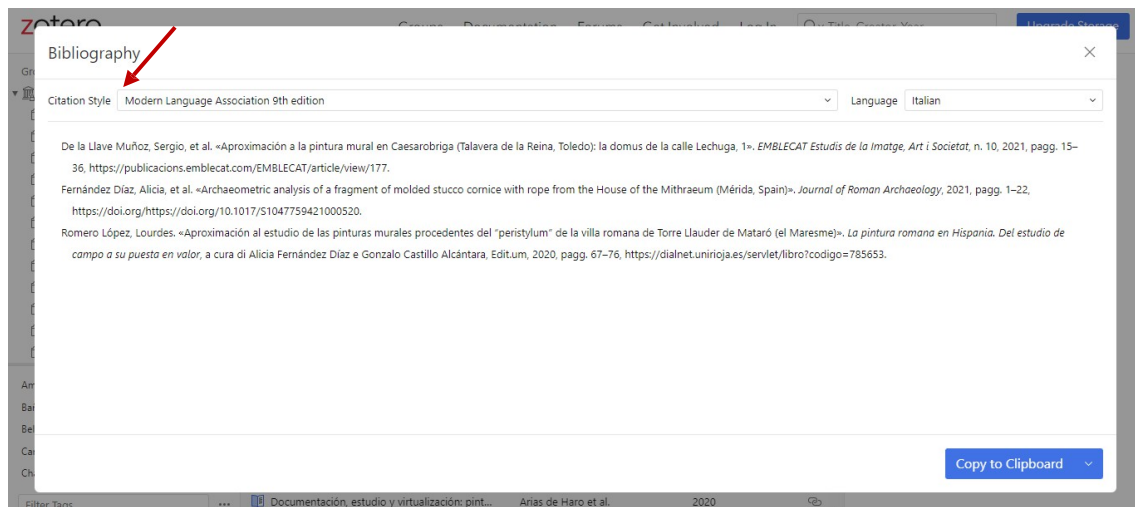 zotero
Groups Documentation Forums Get Involved Log In Title, Creator, Year Upgrade Storage
Bibliography
Citation Style Modern Language Association 9th edition Language Italian
De la Llave Muñoz, Sergio, et al. «Aproximación a la pintura mural en Caesarobriga (Talavera de la Reina, Toledo): la domus de la calle Lechuga, 1». EMBLECAT Estudis de la Imatge, Art i Societat, n. 10, 2021, pagg. 15–
36, https://publicacions.emblecat.com/EMBLECAT/article/view/177.
Fernández Díaz, Alicia, et al. «Archaeometric analysis of a fragment of molded stucco cornice with rope from the House of the Mithraeum (Mérida, Spain)». Journal of Roman Archaeology, 2021, pagg. 1–22,
https://doi.org/https://doi.org/10.1017/S1047759421000520.
Romero López, Lourdes. «Aproximación al estudio de las pinturas murales procedentes del "peristylum" de la villa romana de Torre Llauder de Mataró (el Maresme)». La pintura romana en Hispania. Del estudio de
campo a su puesta en valor, a cura di Alicia Fernández Díaz e Gonzalo Castillo Alcántara, Edit.um, 2020, pagg. 67–76, https://dialnet.unirioja.es/servlet/libro?codigo=785653.
Copy to Clipboard
Filter Tags ... Documentación, estudio y virtualización: pint... Arias de Haro et al. 2020